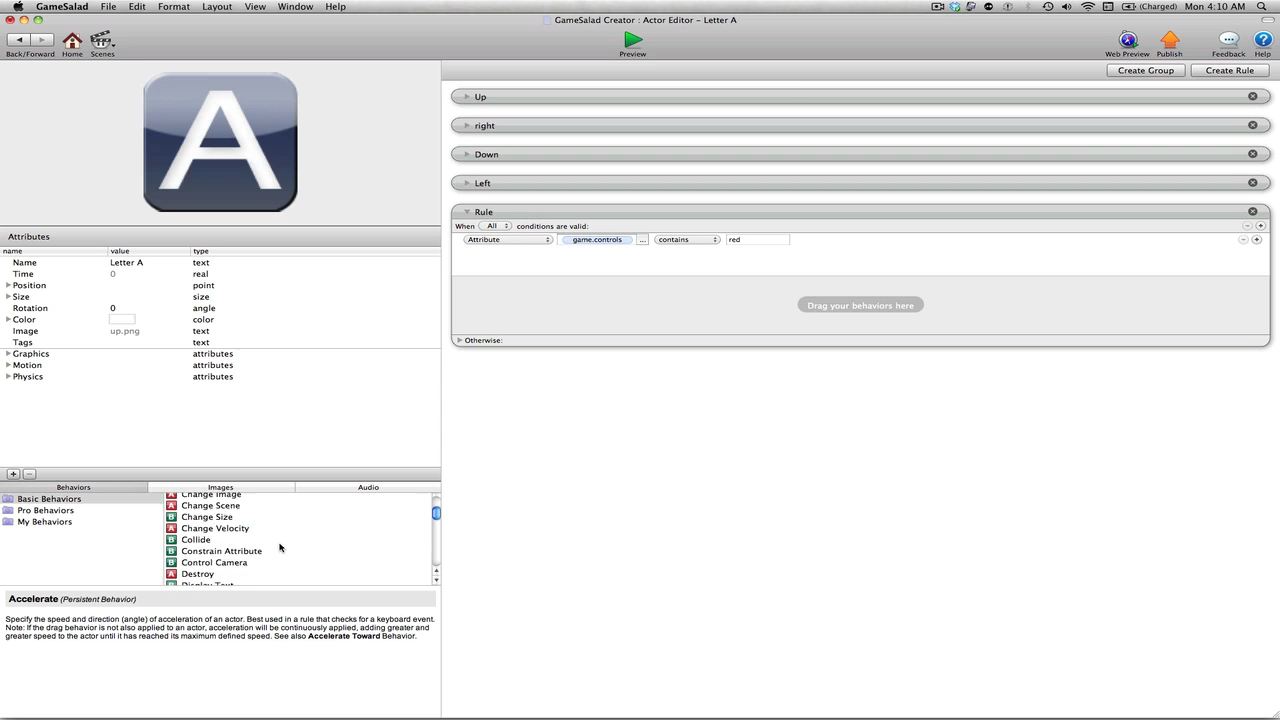 GameSalad File Edit Format Layout View Window Help (Charged) Mon 4:10 AM
GameSalad Creator : Actor Editor - Letter A
Back/Forward Home Scenes Preview Web Preview Publish Feedback Help
Create Group Create Rule
A
Up
right
Down
Left
Rule
When All conditions are valid:
Attribute game.controls ... contains red
Drag your behaviors here
Otherwise:
Attributes
name value type
Name Letter A text
Time 0 real
Position point
Size size
Rotation 0 angle
Color color
Image up.png text
Tags text
Graphics attributes
Motion attributes
Physics attributes
Behaviors Images Audio
Basic Behaviors
Pro Behaviors
My Behaviors
A Change Image
A Change Scene
B Change Size
A Change Velocity
B Collide
B Constrain Attribute
B Control Camera
A Destroy
B Display Text
Accelerate (Persistent Behavior)
Specify the speed and direction (angle) of acceleration of an actor. Best used in a rule that checks for a keyboard event.
Note: If the drag behavior is not also applied to an actor, acceleration will be continuously applied, adding greater and
greater speed to the actor until it has reached its maximum defined speed. See also Accelerate Toward Behavior.